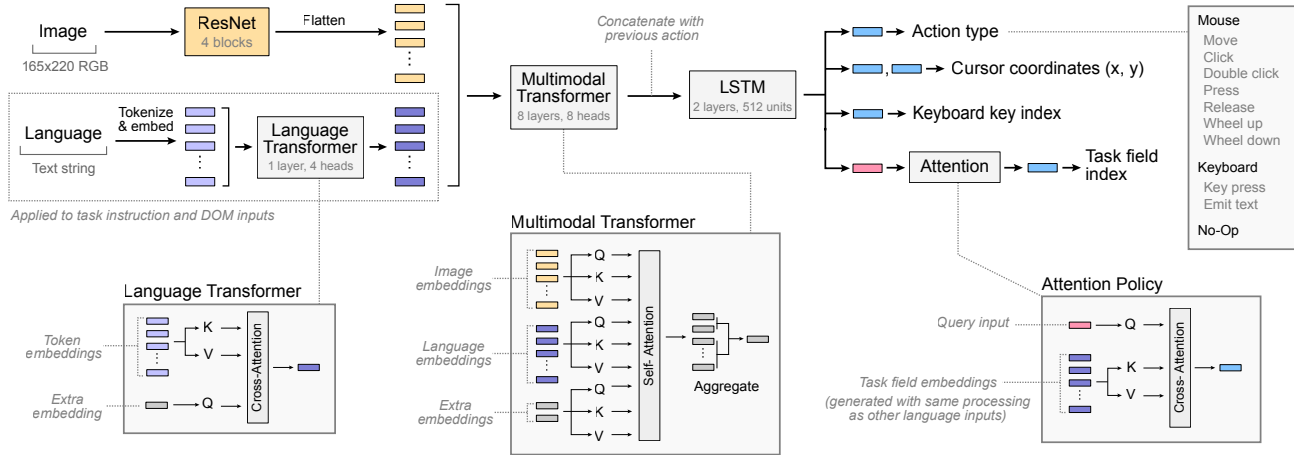 Image
165x220 RGB
ResNet
4 blocks
Flatten
Language
Text string
Tokenize
& embed
Language
Transformer
1 layer, 4 heads
Applied to task instruction and DOM inputs
Multimodal
Transformer
8 layers, 8 heads
Concatenate with
previous action
LSTM
2 layers, 512 units
Action type
,
Cursor coordinates (x, y)
Keyboard key index
Attention
Task field
index
Mouse
Move
Click
Double click
Press
Release
Wheel up
Wheel down
Keyboard
Key press
Emit text
No-Op
Language Transformer
Token
embeddings
Extra
embedding
K
V
Q
Cross-Attention
Multimodal Transformer
Image
embeddings
Language
embeddings
Extra
embeddings
Q
K
V
Q
K
V
Q
K
V
Self- Attention
Aggregate
Attention Policy
Query input
Task field embeddings
(generated with same processing
as other language inputs)
Q
K
V
Cross- Attention